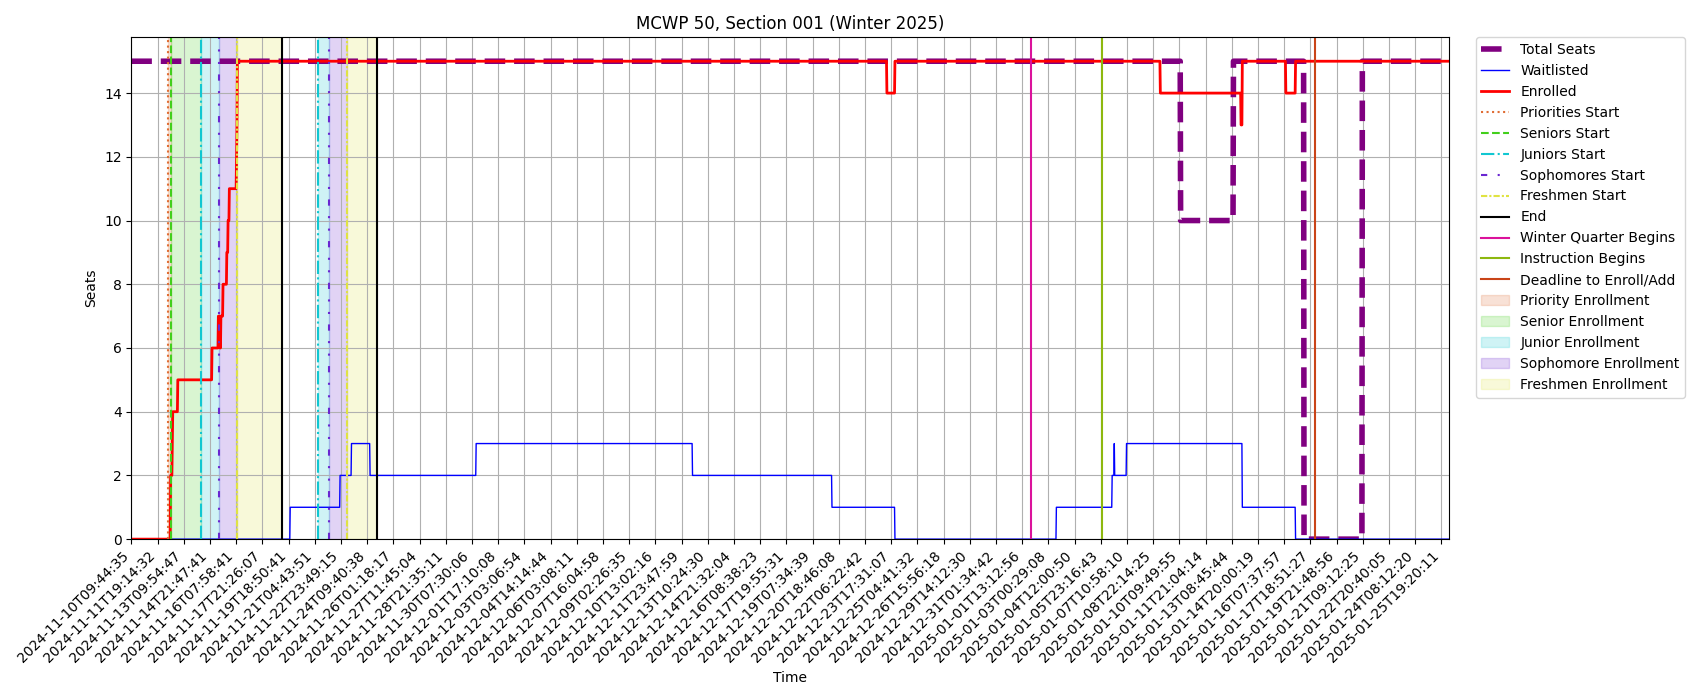 MCWP 50, Section 001 (Winter 2025)
Seats
14
12
10
8
6
4
2
0
2024-11-10T09:44:35
2024-11-11T19:14:32
2024-11-13T09:54:47
2024-11-14T21:47:41
2024-11-16T07:58:41
2024-11-17T21:26:07
2024-11-19T18:50:41
2024-11-21T04:43:51
2024-11-22T23:49:15
2024-11-24T09:40:38
2024-11-26T01:18:17
2024-11-27T11:45:04
2024-11-28T21:35:11
2024-11-30T07:30:06
2024-12-01T17:10:08
2024-12-03T03:06:54
2024-12-04T14:14:44
2024-12-06T03:08:11
2024-12-07T16:04:58
2024-12-09T02:26:35
2024-12-10T13:02:16
2024-12-11T23:47:59
2024-12-13T10:24:30
2024-12-14T21:32:04
2024-12-16T08:38:23
2024-12-17T19:55:31
2024-12-19T07:34:39
2024-12-20T18:46:08
2024-12-22T06:22:42
2024-12-23T17:31:07
2024-12-25T04:41:32
2024-12-26T15:56:18
2024-12-29T14:12:30
2024-12-31T01:34:42
2025-01-01T13:12:56
2025-01-03T00:29:08
2025-01-04T12:00:50
2025-01-05T23:16:43
2025-01-07T10:58:10
2025-01-08T22:14:25
2025-01-10T09:49:55
2025-01-11T21:04:14
2025-01-13T08:45:44
2025-01-14T20:00:19
2025-01-16T07:37:57
2025-01-17T18:51:27
2025-01-19T21:48:56
2025-01-21T09:12:25
2025-01-22T20:40:05
2025-01-24T08:12:20
2025-01-25T19:20:11
Time
Total Seats
Waitlisted
Enrolled
Priorities Start
Seniors Start
Juniors Start
Sophomores Start
Freshmen Start
End
Winter Quarter Begins
Instruction Begins
Deadline to Enroll/Add
Priority Enrollment
Senior Enrollment
Junior Enrollment
Sophomore Enrollment
Freshmen Enrollment